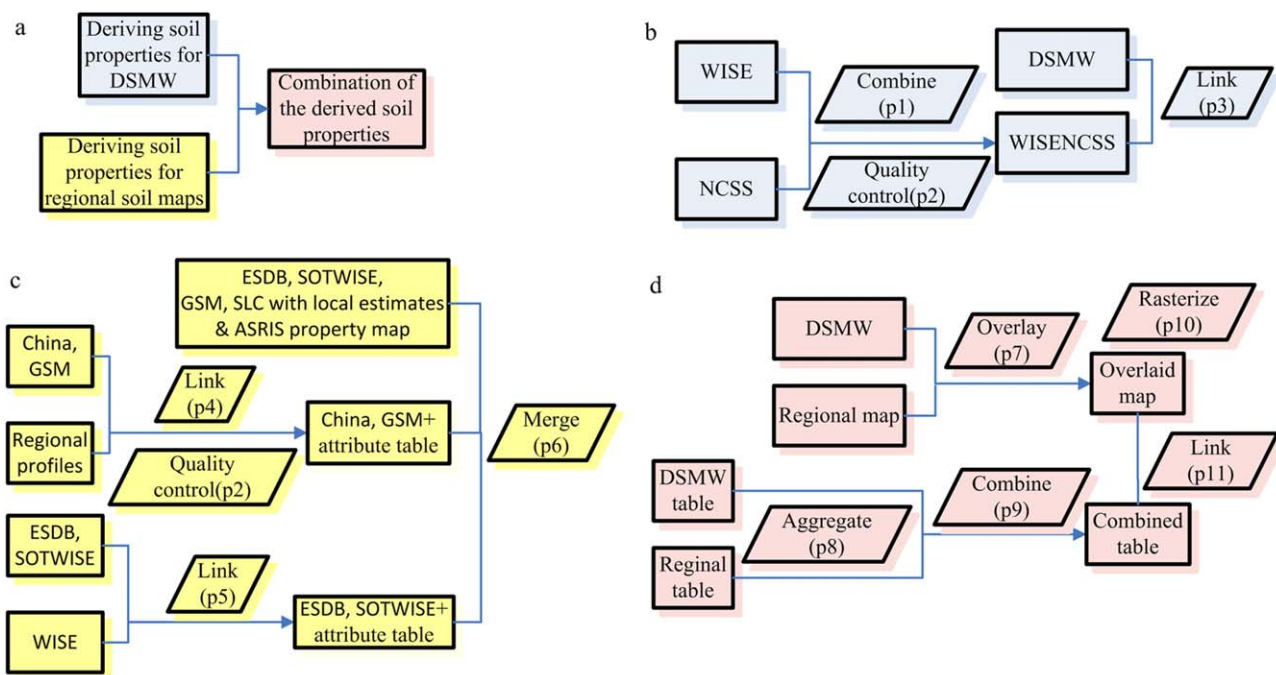 a
Deriving soil
properties for
DSMW
Deriving soil
properties for
regional soil maps
Combination of
the derived soil
properties
b
WISE
NCSS
Combine
(p1)
Quality
control(p2)
DSMW
WISENCSS
Link
(p3)
c
ESDB, SOTWISE,
GSM, SLC with local estimates
& ASRIS property map
China,
GSM
Regional
profiles
Link
(p4)
Quality
control(p2)
China, GSM+
attribute table
Merge
(p6)
ESDB,
SOTWISE
WISE
Link
(p5)
ESDB, SOTWISE+
attribute table
d
DSMW
Regional map
Overlay
(p7)
Rasterize
(p10)
Overlaid
map
DSMW
table
Reginal
table
Aggregate
(p8)
Combine
(p9)
Link
(p11)
Combined
table